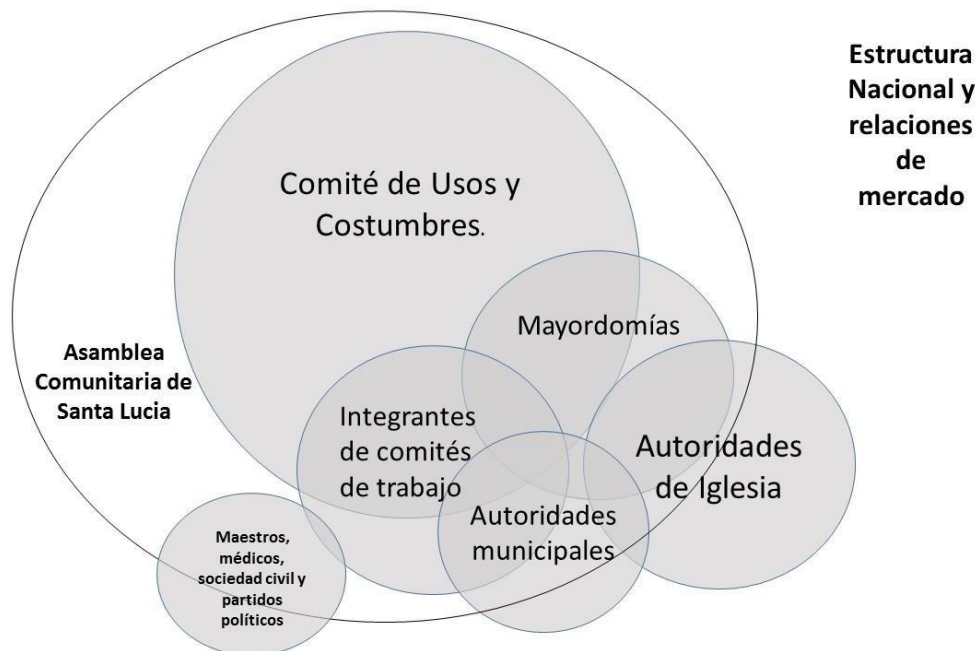 Estructura
Nacional y
relaciones
de
mercado
Comité de Usos y
Costumbres.
Mayordomías
Asamblea
Comunitaria de
Santa Lucia
Integrantes
de comités
de trabajo
Autoridades
de Iglesia
Autoridades
municipales
Maestros,
médicos,
sociedad civil y
partidos
políticos